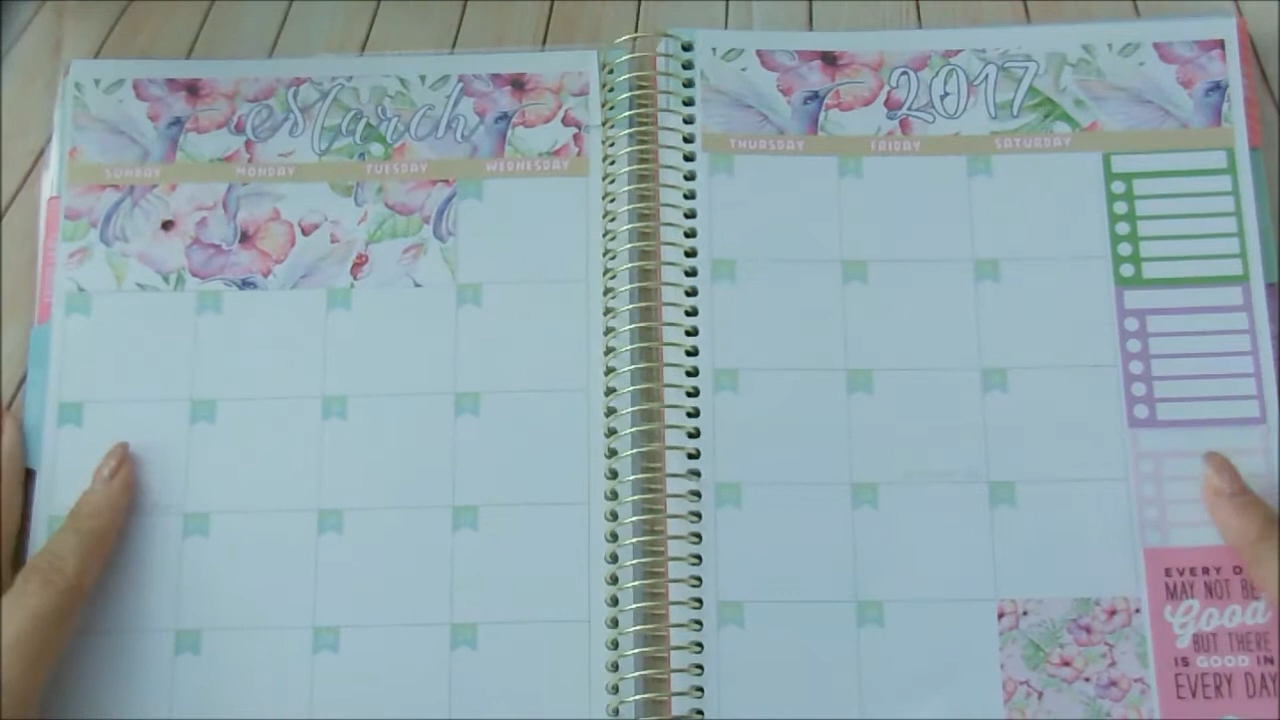 March
2017
SUNDAY MONDAY TUESDAY WEDNESDAY
THURSDAY FRIDAY SATURDAY
EVERY D
MAY NOT BE
Good
BUT THERE
IS GOOD IN
EVERY DAY